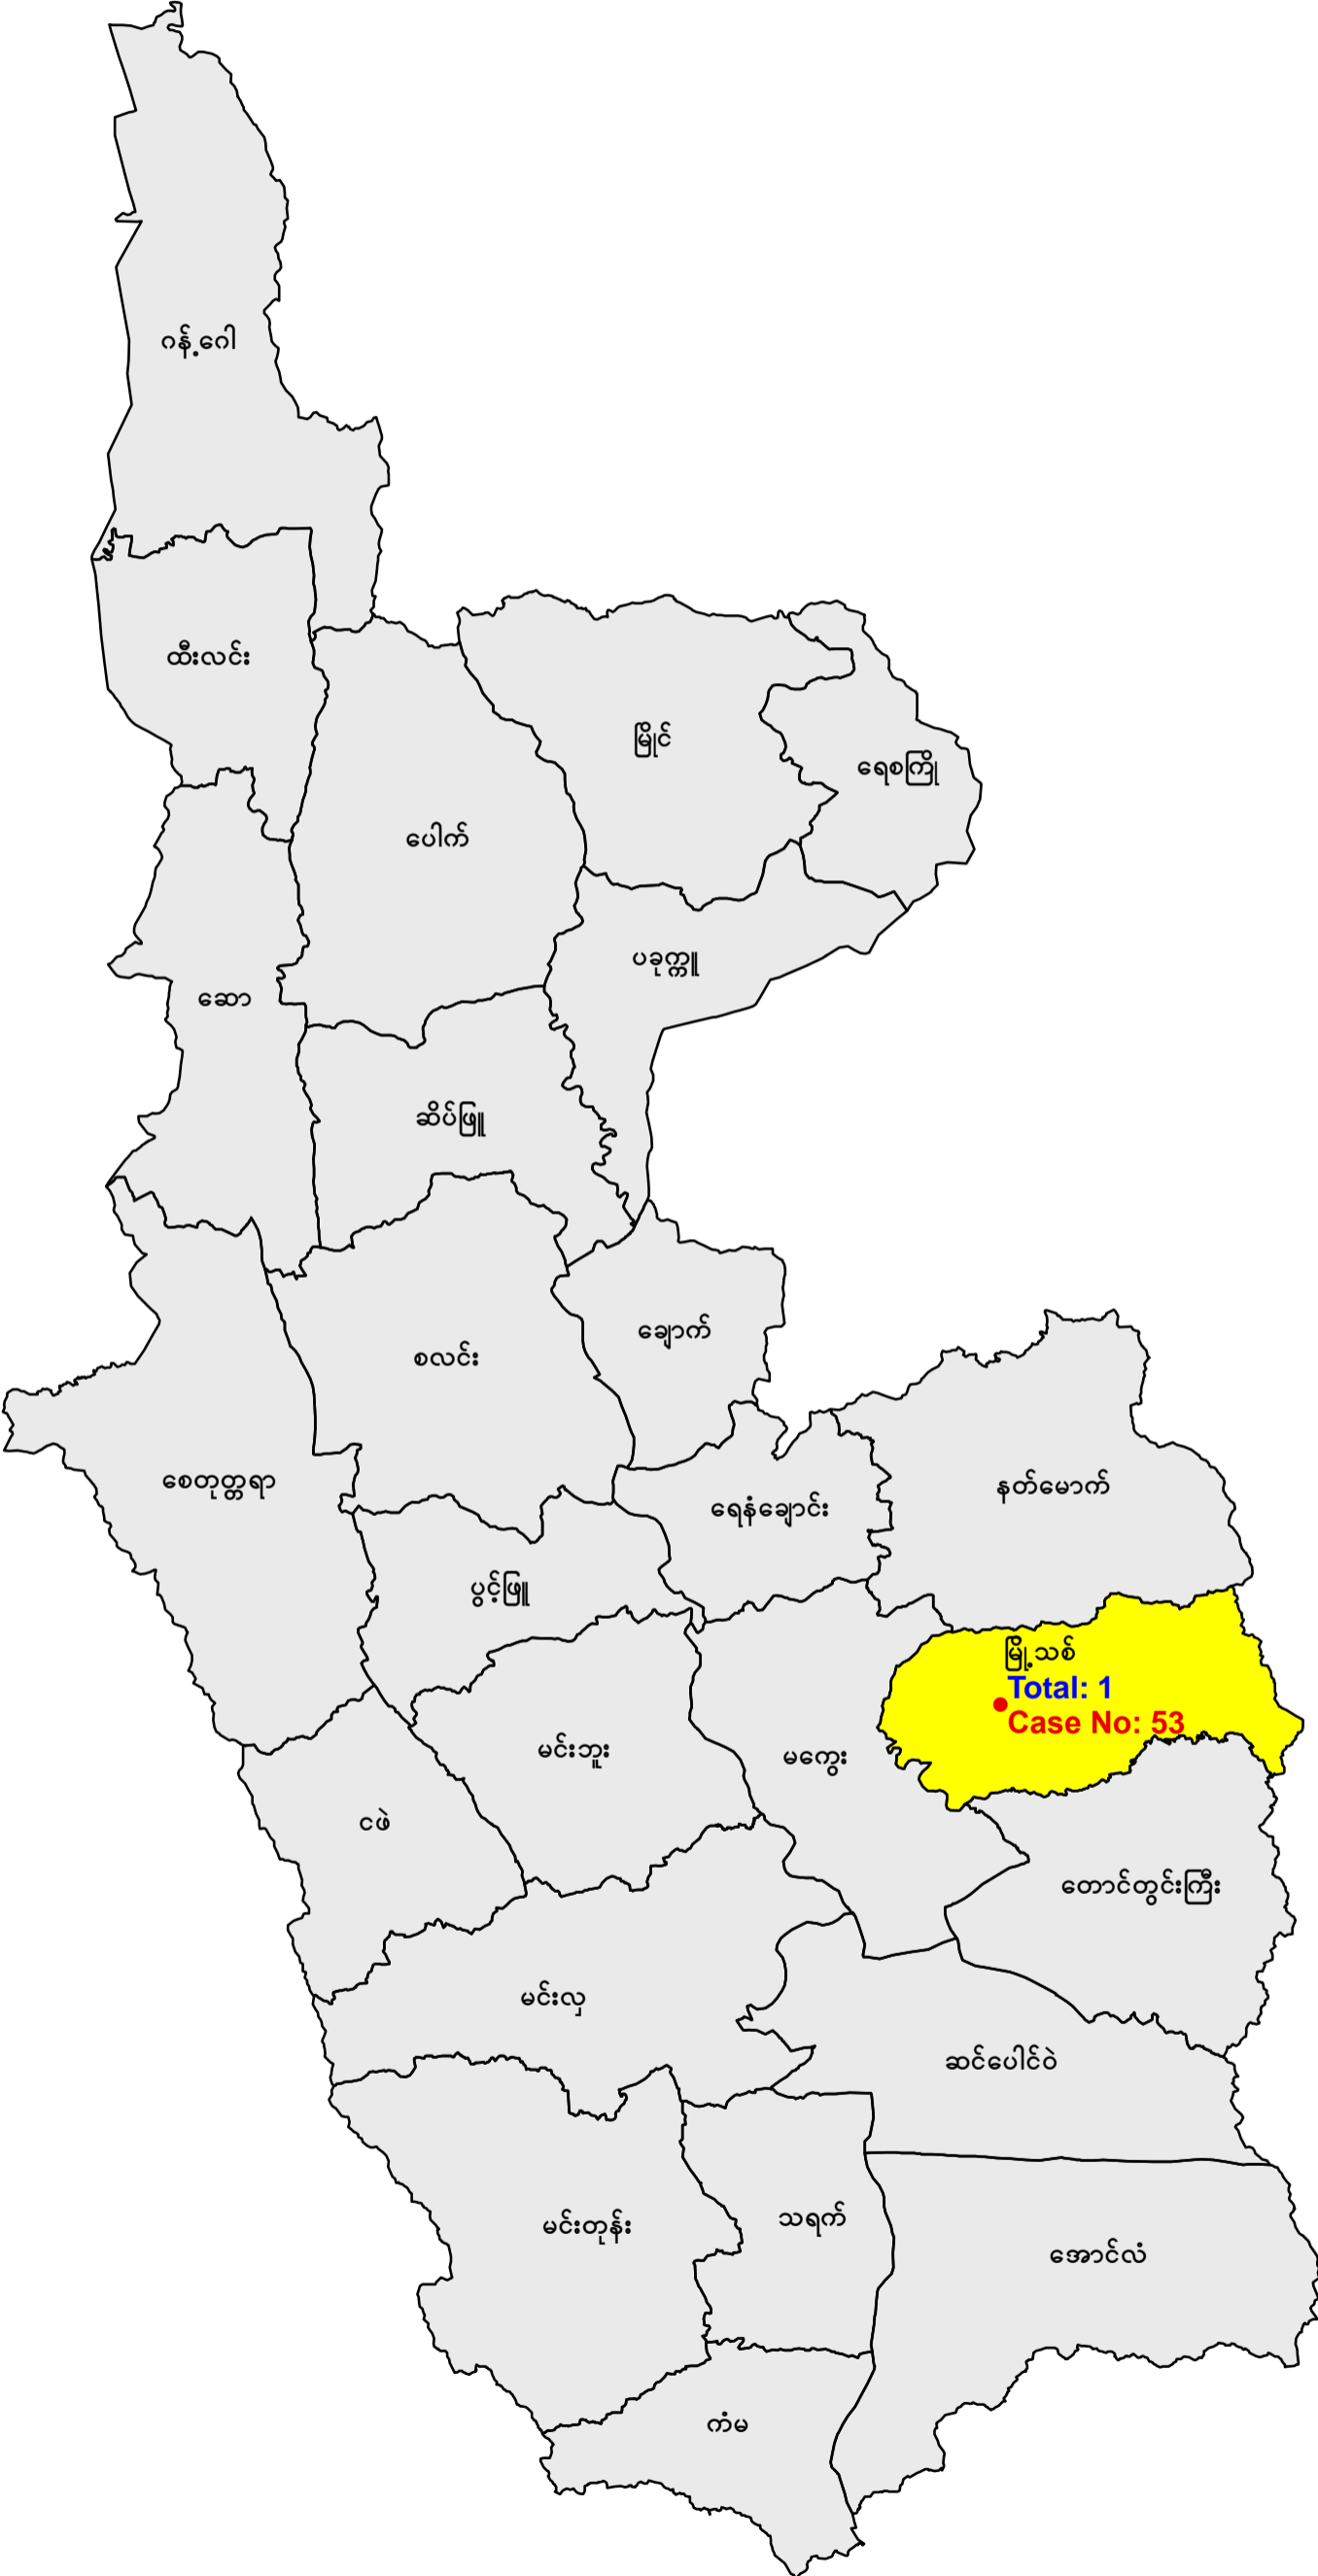 ဂန့်ဂေါ
ထီးလင်း
မြိုင်
ရေစကြို
ပေါက်
ပခုက္ကူ
ဆော
ဆိပ်ဖြူ
ချောက်
စလင်း
စေတုတ္တရာ
နတ်မောက်
ရေနံချောင်း
ပွင့်ဖြူ
မြို့သစ်
Total: 1
Case No: 53
မင်းဘူး
မကွေး
ငဖဲ
တောင်တွင်းကြီး
မင်းလှ
ဆင်ပေါင်ဝဲ
မင်းတုန်း
သရက်
အောင်လံ
ကံမ